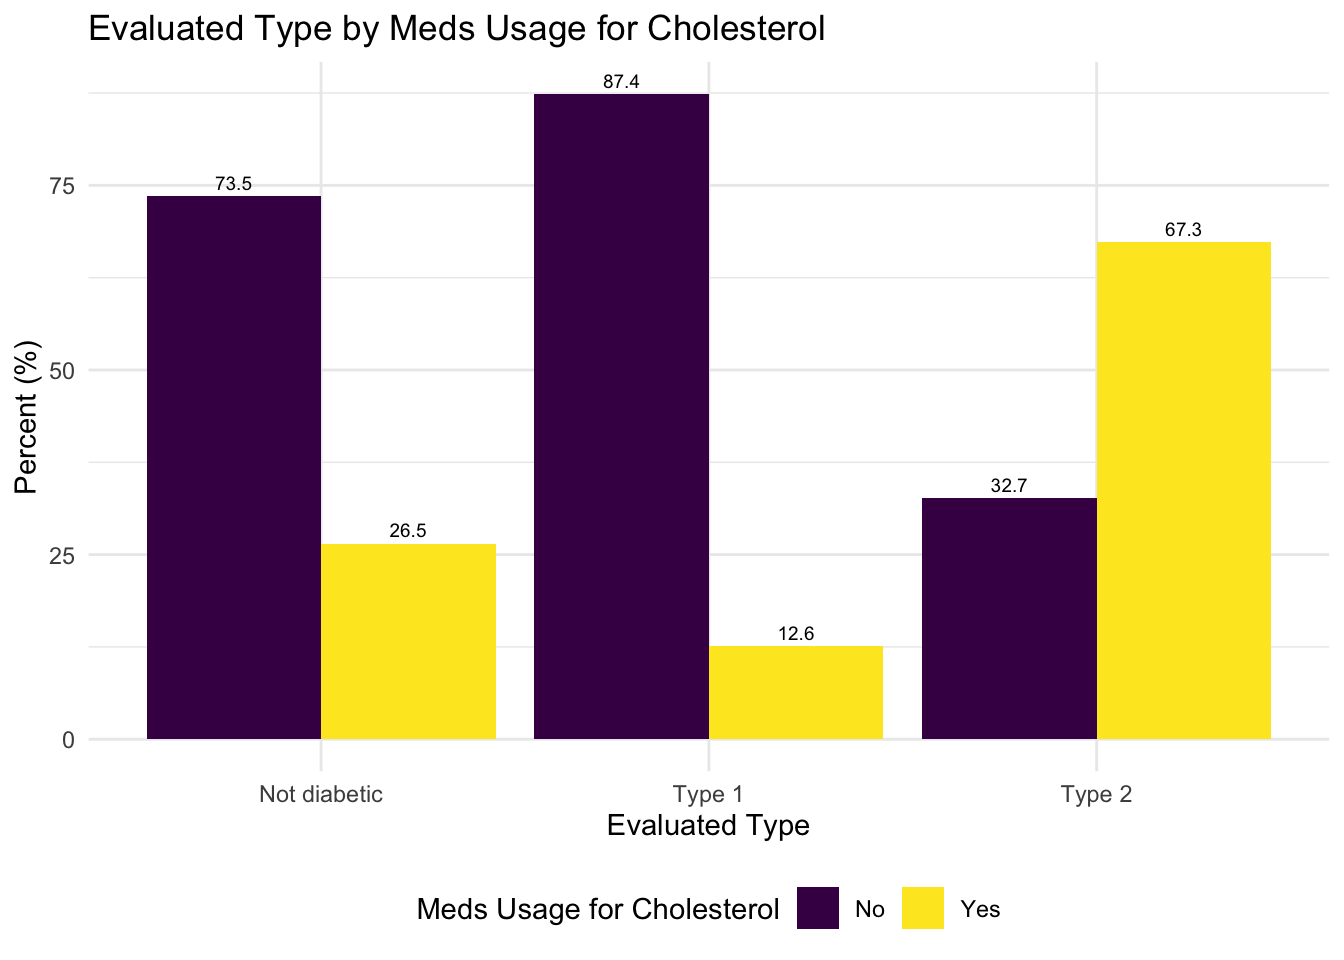 Evaluated Type by Meds Usage for Cholesterol
87.4
73.5
67.3
32.7
26.5
12.6
75
50
25
0
Percent (%)
Not diabetic Type 1 Type 2
Evaluated Type
Meds Usage for Cholesterol No Yes